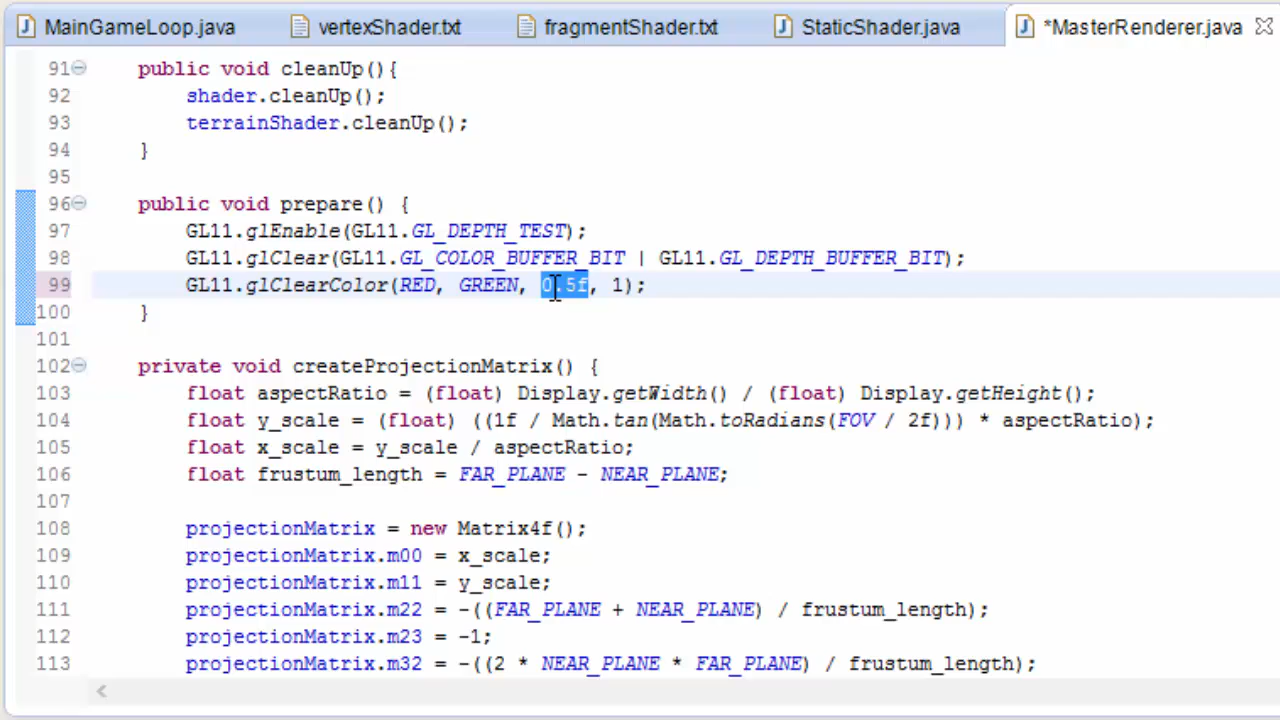 MainGameLoop.java vertexShader.txt fragmentShader.txt StaticShader.java *MasterRenderer.java
91 public void cleanUp(){
92 shader.cleanUp();
93 terrainShader.cleanUp();
94 }
95
96 public void prepare() {
97 GL11.glEnable(GL11.GL_DEPTH_TEST);
98 GL11.glClear(GL11.GL_COLOR_BUFFER_BIT | GL11.GL_DEPTH_BUFFER_BIT);
99 GL11.glClearColor(RED, GREEN, 0.5f, 1);
100 }
101
102 private void createProjectionMatrix() {
103 float aspectRatio = (float) Display.getWidth() / (float) Display.getHeight();
104 float y_scale = (float) ((1f / Math.tan(Math.toRadians(FOV / 2f))) * aspectRatio);
105 float x_scale = y_scale / aspectRatio;
106 float frustum_length = FAR_PLANE - NEAR_PLANE;
107
108 projectionMatrix = new Matrix4f();
109 projectionMatrix.m00 = x_scale;
110 projectionMatrix.m11 = y_scale;
111 projectionMatrix.m22 = -((FAR_PLANE + NEAR_PLANE) / frustum_length);
112 projectionMatrix.m23 = -1;
113 projectionMatrix.m32 = -((2 * NEAR_PLANE * FAR_PLANE) / frustum_length);